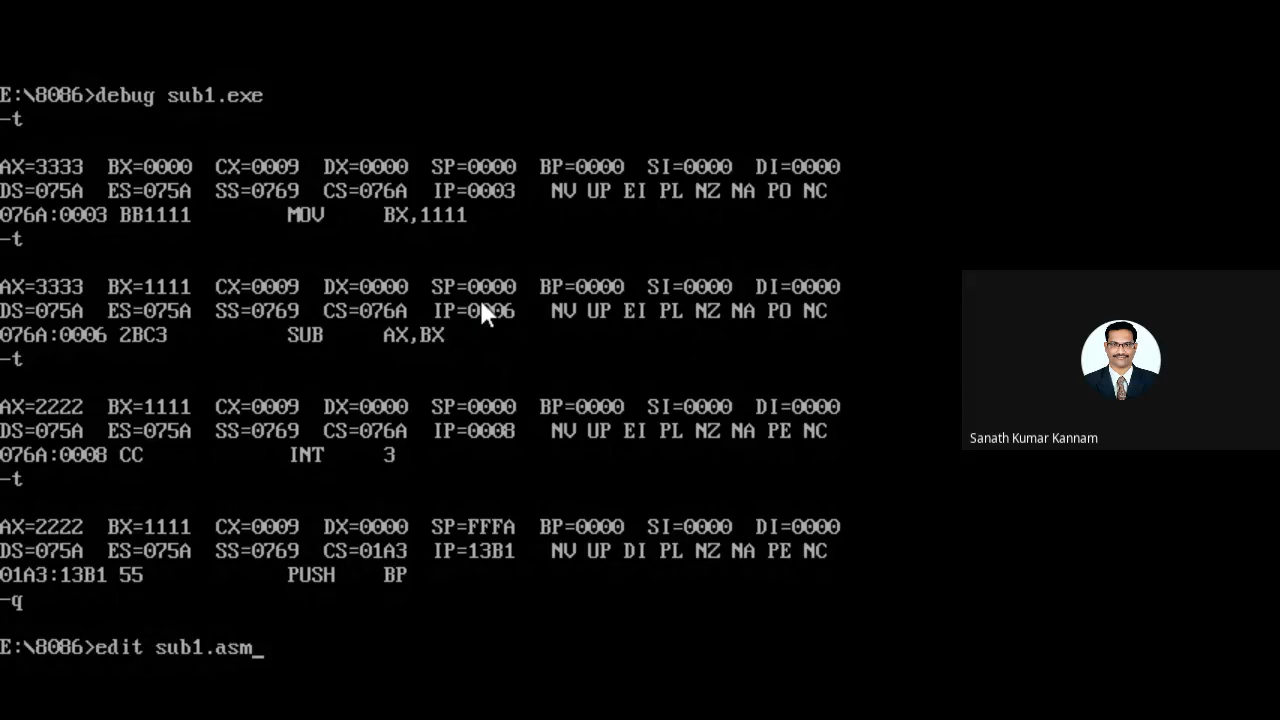 E:\8086>debug sub1.exe
-t
AX=3333 BX=0000 CX=0009 DX=0000 SP=0000 BP=0000 SI=0000 DI=0000
DS=075A ES=075A SS=0769 CS=076A IP=0003 NV UP EI PL NZ NA PO NC
076A:0003 BB1111 MOV BX,1111
-t
AX=3333 BX=1111 CX=0009 DX=0000 SP=0000 BP=0000 SI=0000 DI=0000
DS=075A ES=075A SS=0769 CS=076A IP=0006 NV UP EI PL NZ NA PO NC
076A:0006 2BC3 SUB AX,BX
-t
AX=2222 BX=1111 CX=0009 DX=0000 SP=0000 BP=0000 SI=0000 DI=0000
DS=075A ES=075A SS=0769 CS=076A IP=0008 NV UP EI PL NZ NA PE NC
076A:0008 CC INT 3
-t
AX=2222 BX=1111 CX=0009 DX=0000 SP=FFFA BP=0000 SI=0000 DI=0000
DS=075A ES=075A SS=0769 CS=01A3 IP=13B1 NV UP DI PL NZ NA PE NC
01A3:13B1 55 PUSH BP
-q
E:\8086>edit sub1.asm_
Sanath Kumar Kannam